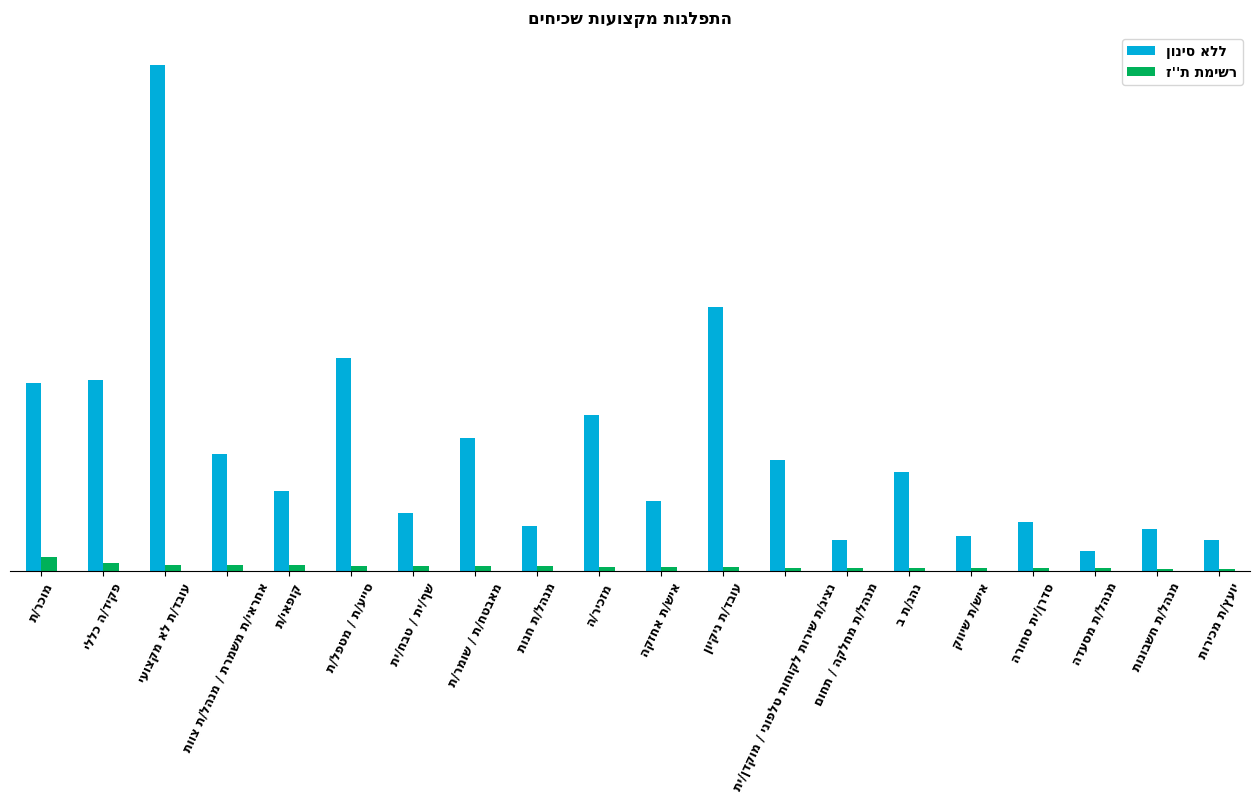 התפלגות מקצועות שכיחים
ללא סינון
רשימת ת''ז
מוכר/ת
פקיד/ה כללי
עובד/ת לא מקצועי
אחראי/ת משמרת / מנהל/ת צוות
קופאי/ת
סייע/ת / מטפל/ת
שף/ית / טבח/ית
מאבטח/ת / שומר/ת
מנהל/ת חנות
מזכיר/ה
איש/ת אחזקה
עובד/ת ניקיון
נציג/ת שירות לקוחות טלפוני / מוקדן/ית
מנהל/ת מחלקה / תחום
נהג/ת ב
איש/ת שיווק
סדרן/ית סחורה
מנהל/ת מסעדה
מנהל/ת חשבונות
יועץ/ת מכירות